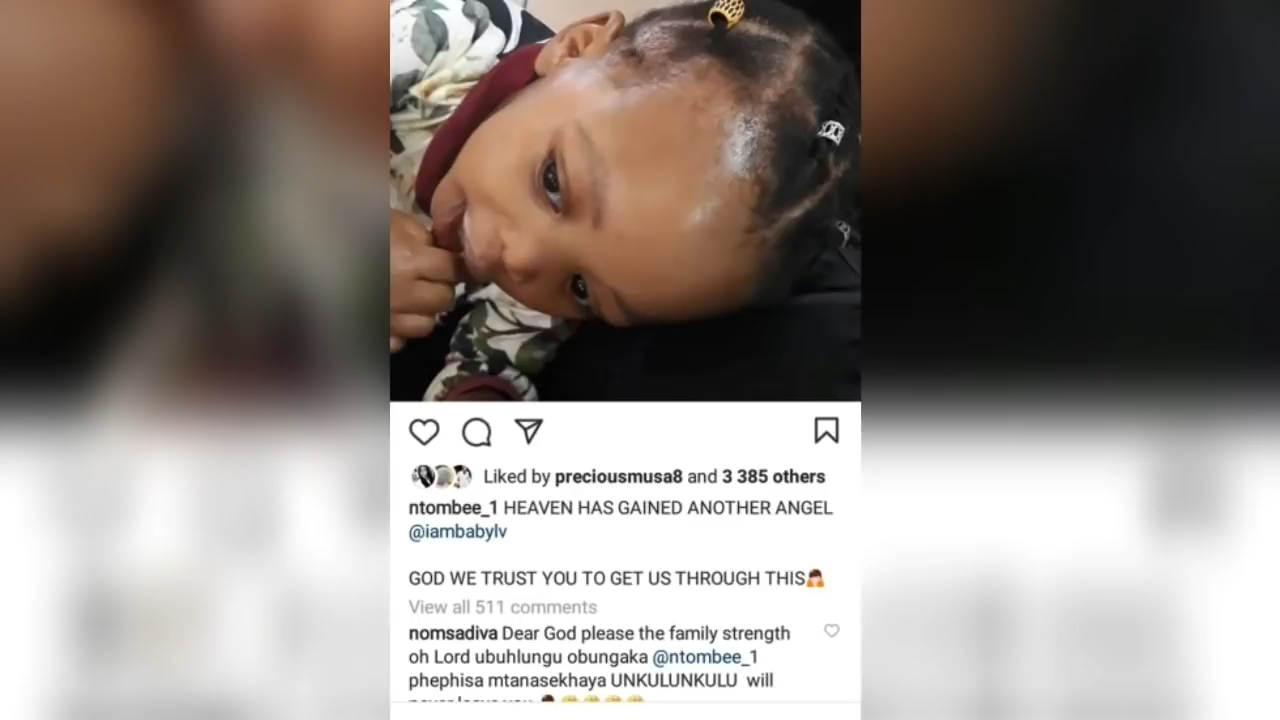 Liked by preciousmusa8 and 3 385 others
ntombee_1 HEAVEN HAS GAINED ANOTHER ANGEL
@iambabylv
GOD WE TRUST YOU TO GET US THROUGH THIS
View all 511 comments
nomsadiva Dear God please the family strength
oh Lord ubuhlungu obungaka @ntombee_1
phephisa mtanasekhaya UNKULUNKULU will